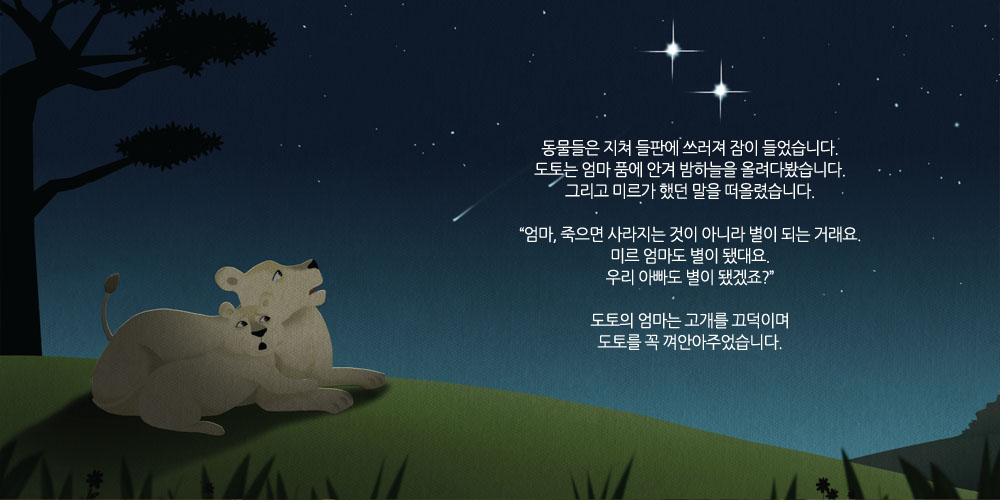 동물들은 지쳐 들판에 쓰러져 잠이 들었습니다.
도토는 엄마 품에 안겨 밤하늘을 올려다봤습니다.
그리고 미르가 했던 말을 떠올렸습니다.
“엄마, 죽으면 사라지는 것이 아니라 별이 되는 거래요.
미르 엄마도 별이 됐대요.
우리 아빠도 별이 됐겠죠?”
도토의 엄마는 고개를 끄덕이며
도토를 꼭 껴안아주었습니다.